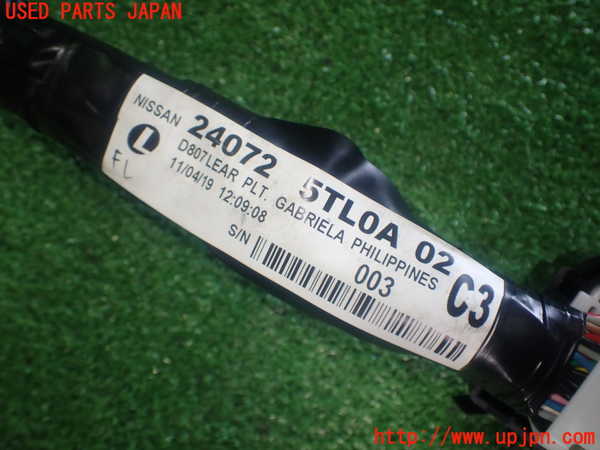 USED PARTS JAPAN
NISSAN 24072 5TL0A 02
L D807LEAR PLT. GABRIELA PHILIPPINES C3
FL 11/04/19 12:09:08
S/N 003
http://www.upjpn.com/